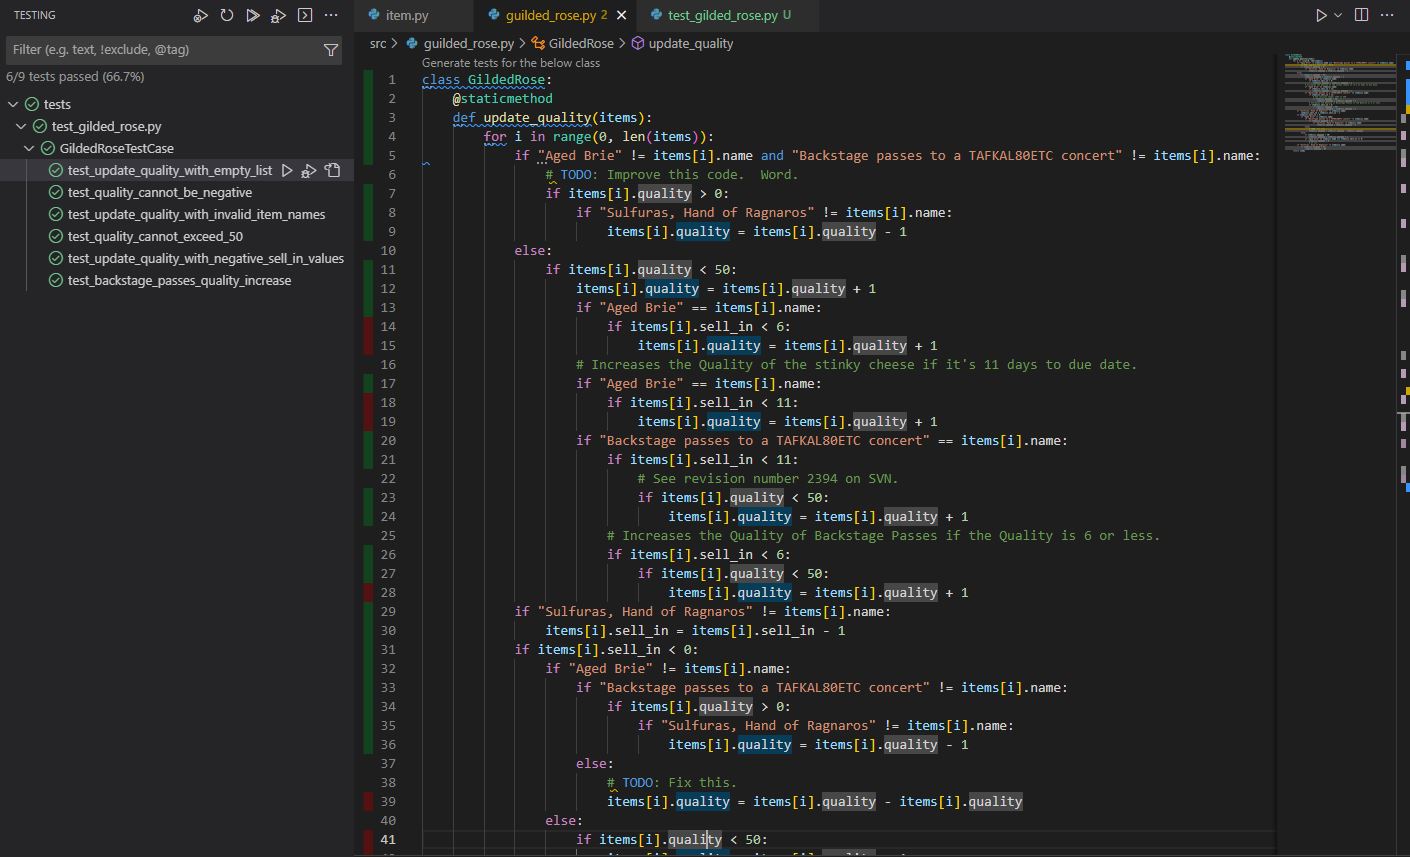 TESTING
Filter (e.g. text, !exclude, @tag)
6/9 tests passed (66.7%)
tests
test_gilded_rose.py
GildedRoseTestCase
test_update_quality_with_empty_list
test_quality_cannot_be_negative
test_update_quality_with_invalid_item_names
test_quality_cannot_exceed_50
test_update_quality_with_negative_sell_in_values
test_backstage_passes_quality_increase
item.py
guilded_rose.py 2
test_gilded_rose.py U
src > guilded_rose.py > GildedRose > update_quality
Generate tests for the below class
1 class GildedRose:
2 @staticmethod
3 def update_quality(items):
4 for i in range(0, len(items)):
5 if "Aged Brie" != items[i].name and "Backstage passes to a TAFKAL80ETC concert" != items[i].name:
6 # TODO: Improve this code.  Word.
7 if items[i].quality > 0:
8 if "Sulfuras, Hand of Ragnaros" != items[i].name:
9 items[i].quality = items[i].quality - 1
10 else:
11 if items[i].quality < 50:
12 items[i].quality = items[i].quality + 1
13 if "Aged Brie" == items[i].name:
14 if items[i].sell_in < 6:
15 items[i].quality = items[i].quality + 1
16 # Increases the Quality of the stinky cheese if it's 11 days to due date.
17 if "Aged Brie" == items[i].name:
18 if items[i].sell_in < 11:
19 items[i].quality = items[i].quality + 1
20 if "Backstage passes to a TAFKAL80ETC concert" == items[i].name:
21 if items[i].sell_in < 11:
22 # See revision number 2394 on SVN.
23 if items[i].quality < 50:
24 items[i].quality = items[i].quality + 1
25 # Increases the Quality of Backstage Passes if the Quality is 6 or less.
26 if items[i].sell_in < 6:
27 if items[i].quality < 50:
28 items[i].quality = items[i].quality + 1
29 if "Sulfuras, Hand of Ragnaros" != items[i].name:
30 items[i].sell_in = items[i].sell_in - 1
31 if items[i].sell_in < 0:
32 if "Aged Brie" != items[i].name:
33 if "Backstage passes to a TAFKAL80ETC concert" != items[i].name:
34 if items[i].quality > 0:
35 if "Sulfuras, Hand of Ragnaros" != items[i].name:
36 items[i].quality = items[i].quality - 1
37 else:
38 # TODO: Fix this.
39 items[i].quality = items[i].quality - items[i].quality
40 else:
41 if items[i].quality < 50: